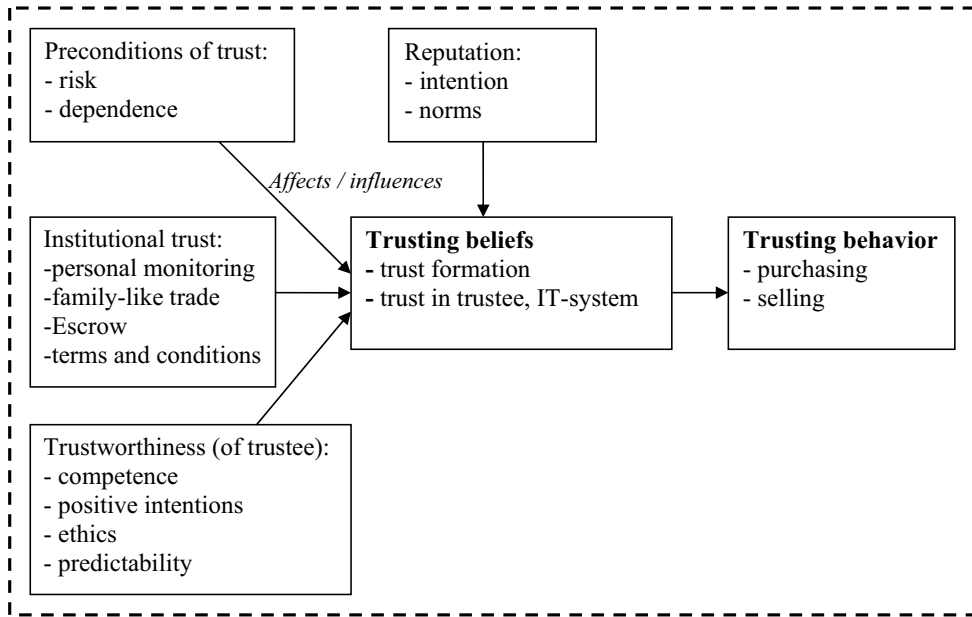 Preconditions of trust:
- risk
- dependence
Reputation:
- intention
- norms
Affects / influences
Institutional trust:
-personal monitoring
-family-like trade
-Escrow
-terms and conditions
Trusting beliefs
- trust formation
- trust in trustee, IT-system
Trusting behavior
- purchasing
- selling
Trustworthiness (of trustee):
- competence
- positive intentions
- ethics
- predictability